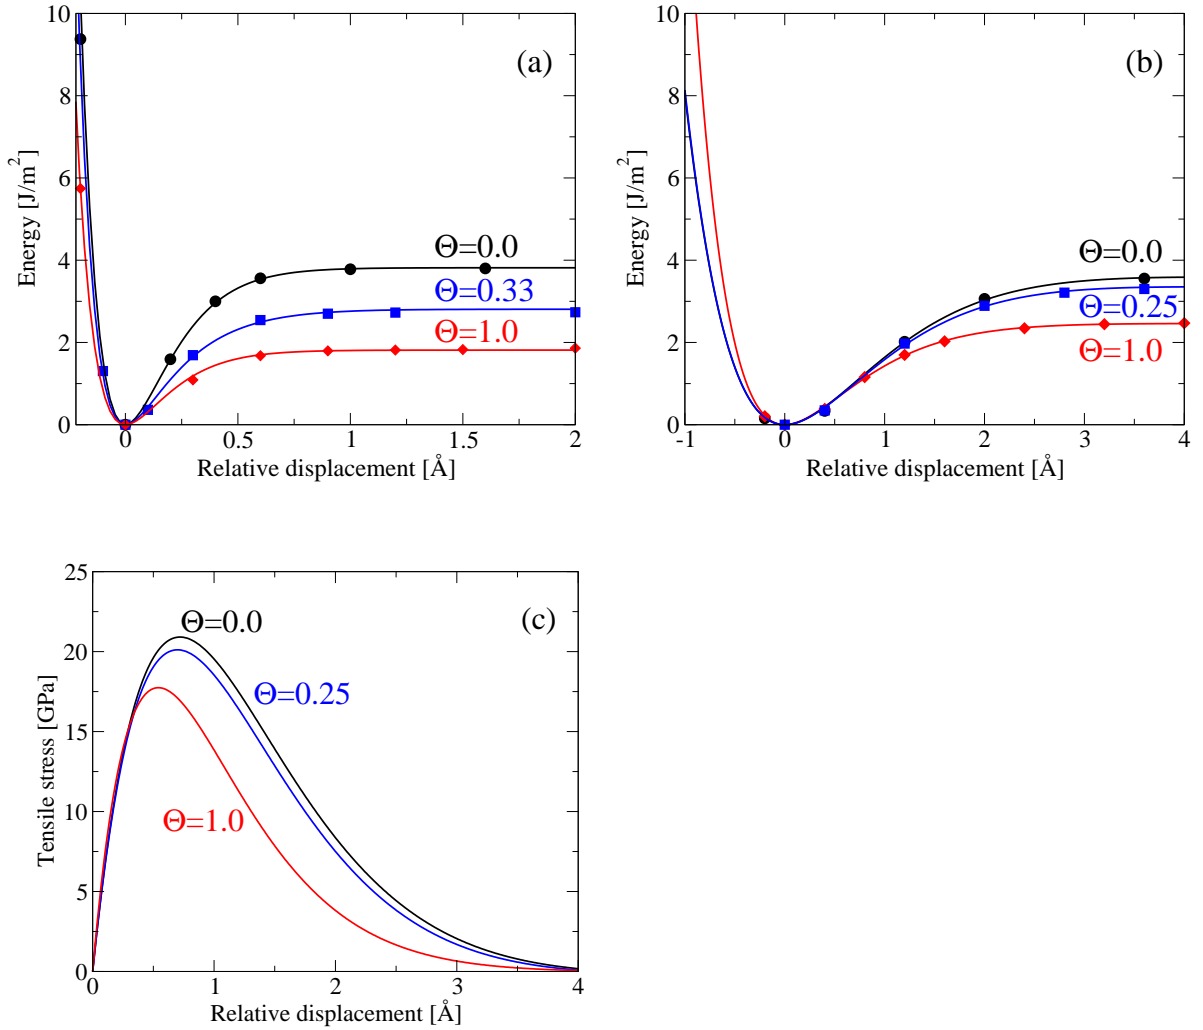 10
8
6
4
2
0
Energy [J/m2]
(a)
Θ=0.0
Θ=0.33
Θ=1.0
0
0.5
1
1.5
2
Relative displacement [Å]
10
8
6
4
2
0
Energy [J/m2]
(b)
Θ=0.0
Θ=0.25
Θ=1.0
-1
0
1
2
3
4
Relative displacement [Å]
25
20
15
10
5
0
Tensile stress [GPa]
(c)
Θ=0.0
Θ=0.25
Θ=1.0
0
1
2
3
4
Relative displacement [Å]